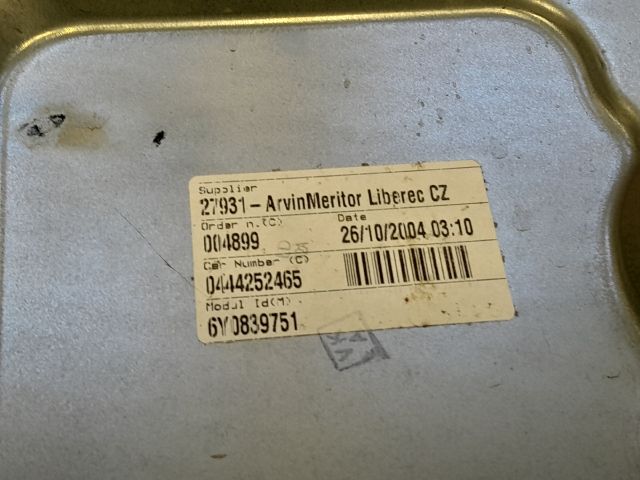 Supplier
27931-ArvinMeritor Liberec CZ
Order n.(C)
Date
004899
26/10/2004 03:10
Car Number (C)
0444252465
Modul Id(M)
6Y0839751